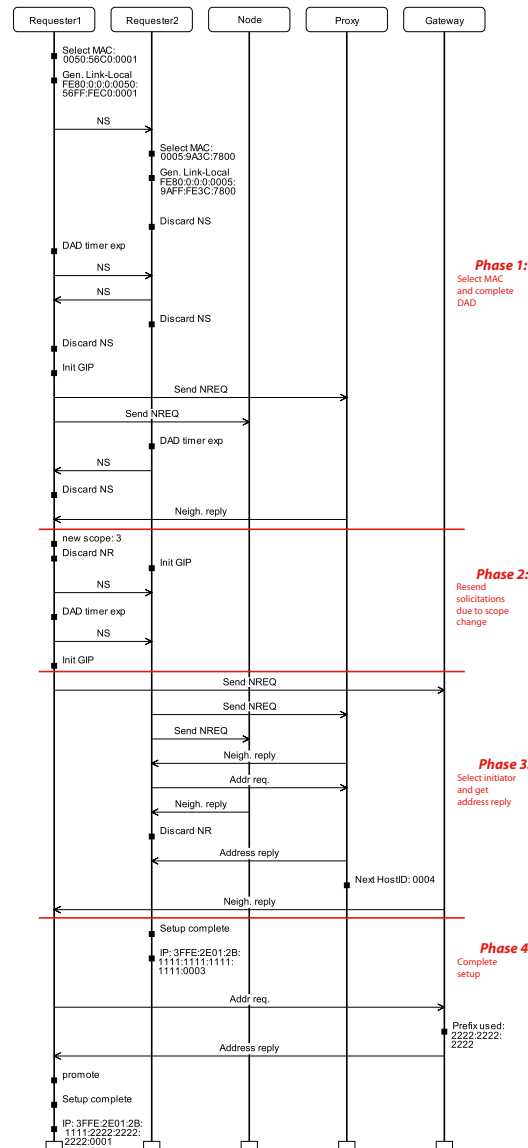 Requester1
Requester2
Node
Proxy
Gateway
Select MAC:
0050:56C0:0001
Gen. Link-Local
FE80:0:0:0:0050:
56FF:FEC0:0001
NS
Select MAC:
0005:9A3C:7800
Gen. Link-Local
FE80:0:0:0:0005:
9AFF:FE3C:7800
Discard NS
DAD timer exp
NS
NS
Discard NS
Discard NS
Init GIP
Send NREQ
Send NREQ
DAD timer exp
NS
Discard NS
Neigh. reply
Phase 1:
Select MAC
and complete
DAD
new scope: 3
Discard NR
Init GIP
NS
DAD timer exp
NS
Init GIP
Phase 2:
Resend
solicitations
due to scope
change
Send NREQ
Send NREQ
Send NREQ
Neigh. reply
Addr req.
Neigh. reply
Discard NR
Address reply
Next HostID: 0004
Neigh. reply
Phase 3:
Select initiator
and get
address reply
Setup complete
IP: 3FFE:2E01:2B:
1111:1111:1111:
1111:0003
Phase 4
Complete
setup
Addr req.
Prefix used:
2222:2222:
2222
Address reply
promote
Setup complete
IP: 3FFE:2E01:2B:
1111:2222:2222:
2222:0001